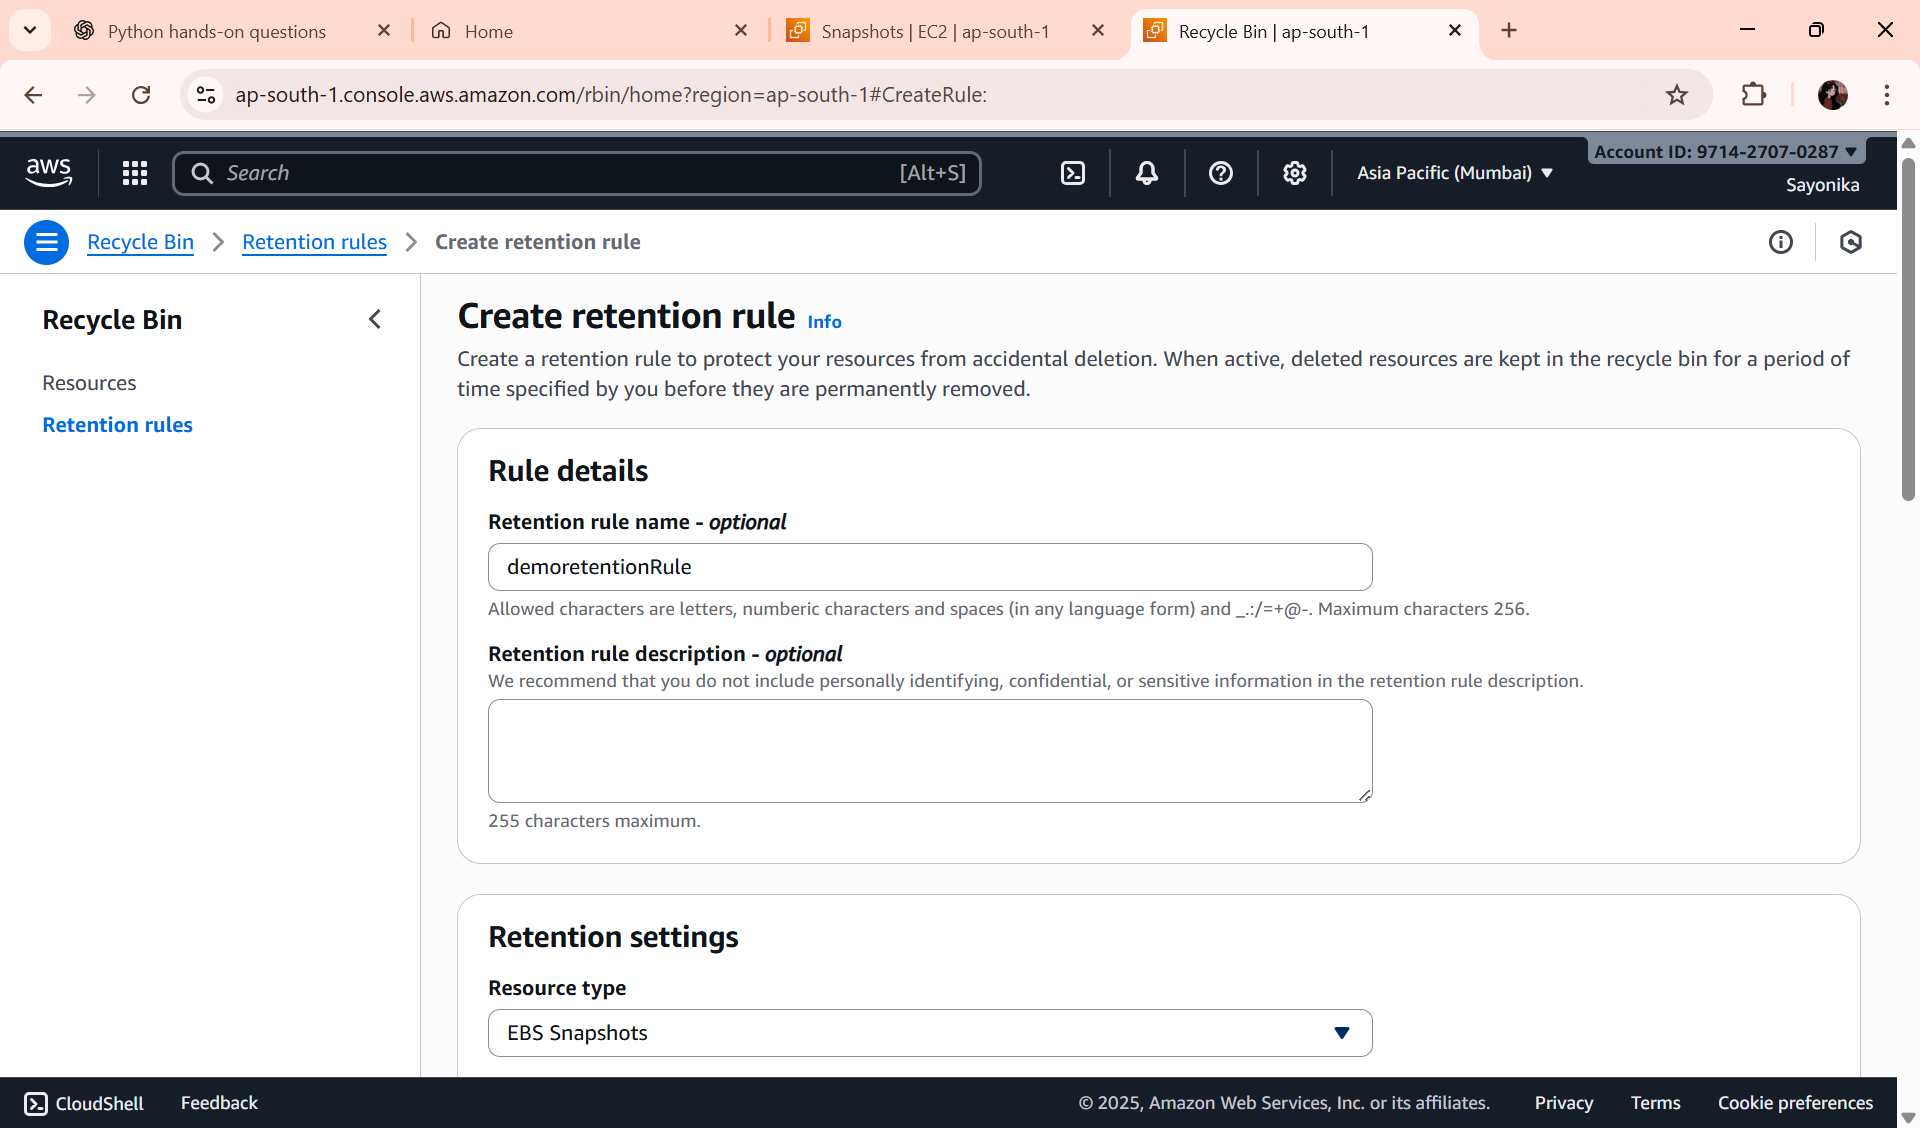 Python hands-on questions
Home
Snapshots | EC2 | ap-south-1
Recycle Bin | ap-south-1
ap-south-1.console.aws.amazon.com/rbin/home?region=ap-south-1#CreateRule:
aws
Search
[Alt+S]
Asia Pacific (Mumbai)
Account ID: 9714-2707-0287
Sayonika
Recycle Bin
Retention rules
Create retention rule
Recycle Bin
Resources
Retention rules
Create retention rule Info
Create a retention rule to protect your resources from accidental deletion. When active, deleted resources are kept in the recycle bin for a period of
time specified by you before they are permanently removed.
Rule details
Retention rule name - optional
demoretentionRule
Allowed characters are letters, numberic characters and spaces (in any language form) and _.:/=+@-. Maximum characters 256.
Retention rule description - optional
We recommend that you do not include personally identifying, confidential, or sensitive information in the retention rule description.
255 characters maximum.
Retention settings
Resource type
EBS Snapshots
CloudShell
Feedback
© 2025, Amazon Web Services, Inc. or its affiliates.
Privacy
Terms
Cookie preferences